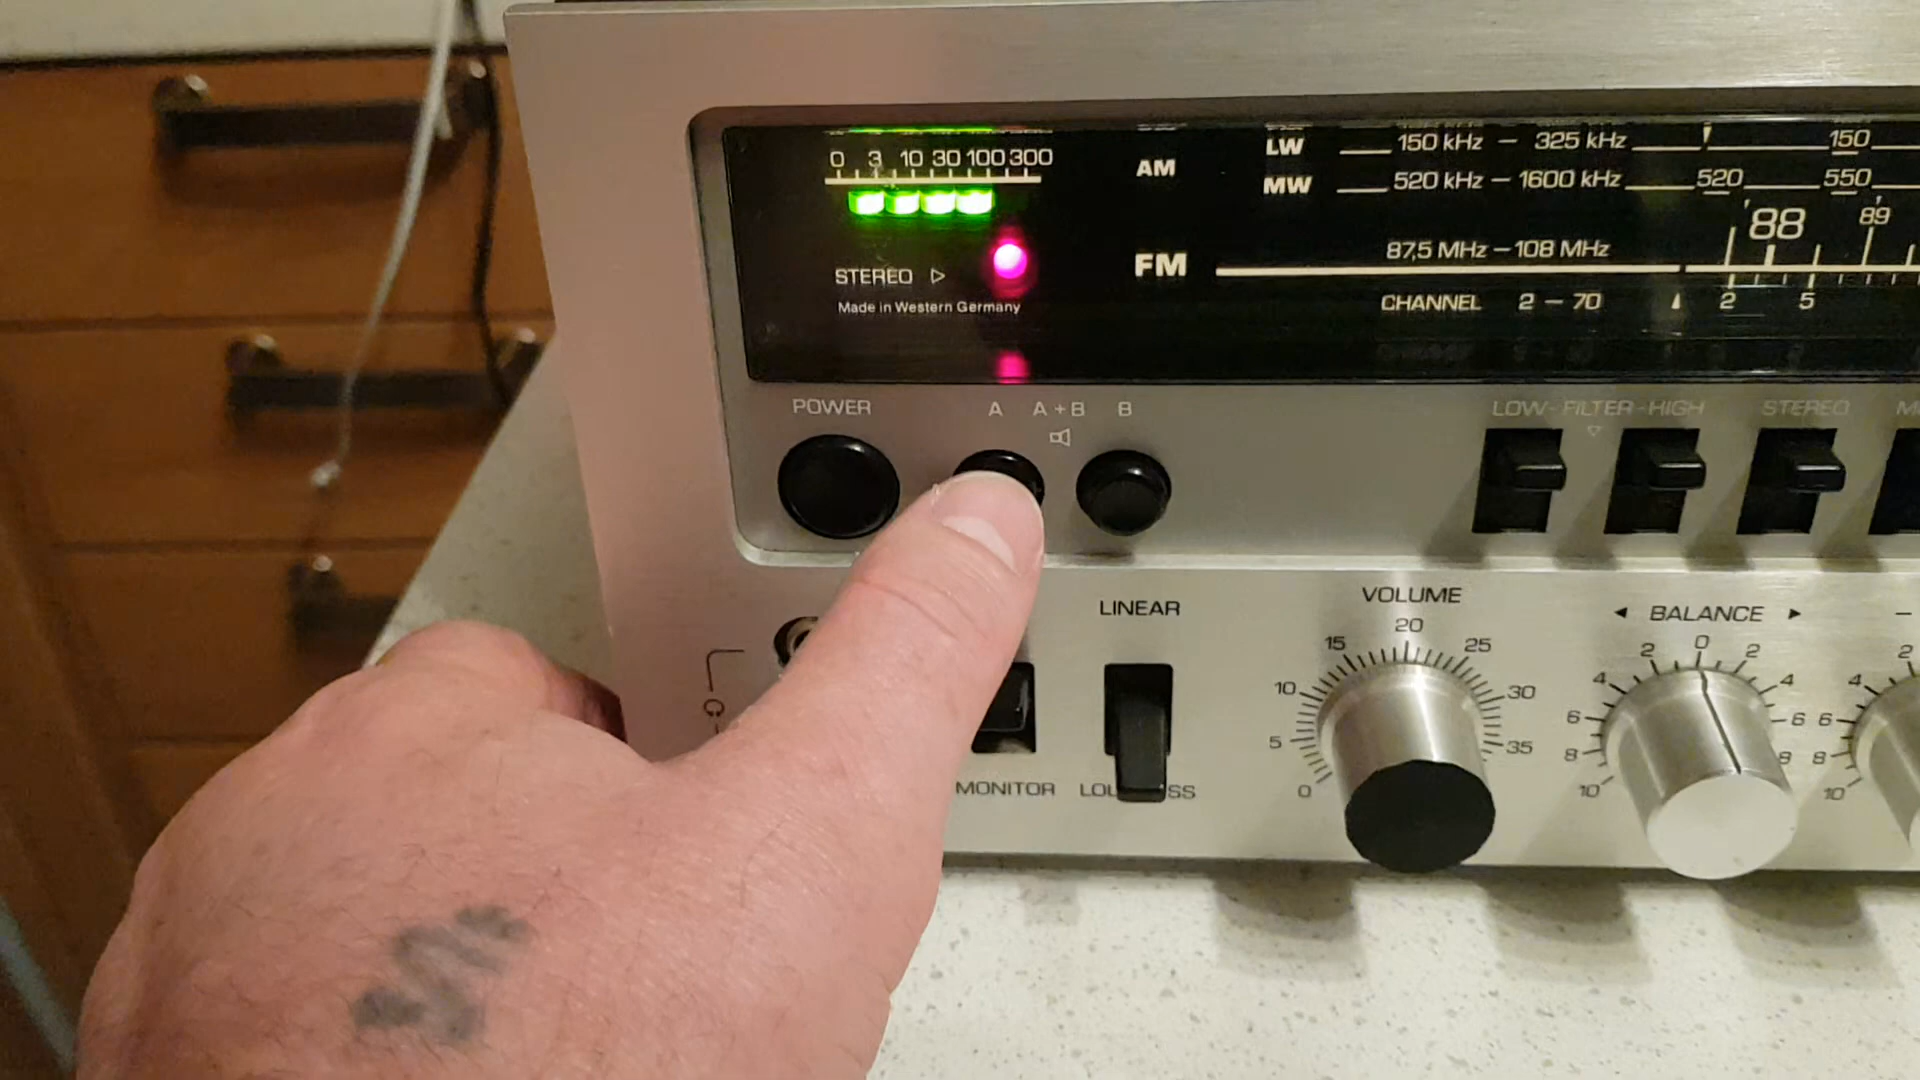 0 3 10 30 100 300
STEREO ▷
Made in Western Germany
AM
LW 150 kHz – 325 kHz 150
MW 520 kHz – 1600 kHz 520 550
88 89
FM 87,5 MHz – 108 MHz
CHANNEL 2 – 70 2 5
POWER A A+B B
LOW - FILTER - HIGH STEREO
LINEAR
MONITOR
VOLUME
0 5 10 15 20 25 30 35
◄ BALANCE ►
10 8 6 4 2 0 2 4 6 8
–
10 8 6 4 2